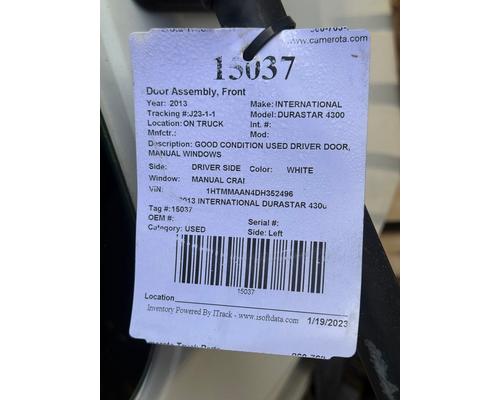 www.camerota.com
15037
Door Assembly, Front
Year: 2013 Make: INTERNATIONAL
Tracking #:J23-1-1 Model: DURASTAR 4300
Location: ON TRUCK Int. #:
Mnfctr.: Mod:
Description: GOOD CONDITION USED DRIVER DOOR,
MANUAL WINDOWS
Side: DRIVER SIDE Color: WHITE
Window: MANUAL CRAI
VIN: 1HTMMAAN4DH352496
2013 INTERNATIONAL DURASTAR 4300
Tag #:15037
OEM #: Serial #:
Category: USED Side: Left
15037
Location
Inventory Powered By ITrack - www.isoftdata.com 1/19/2023